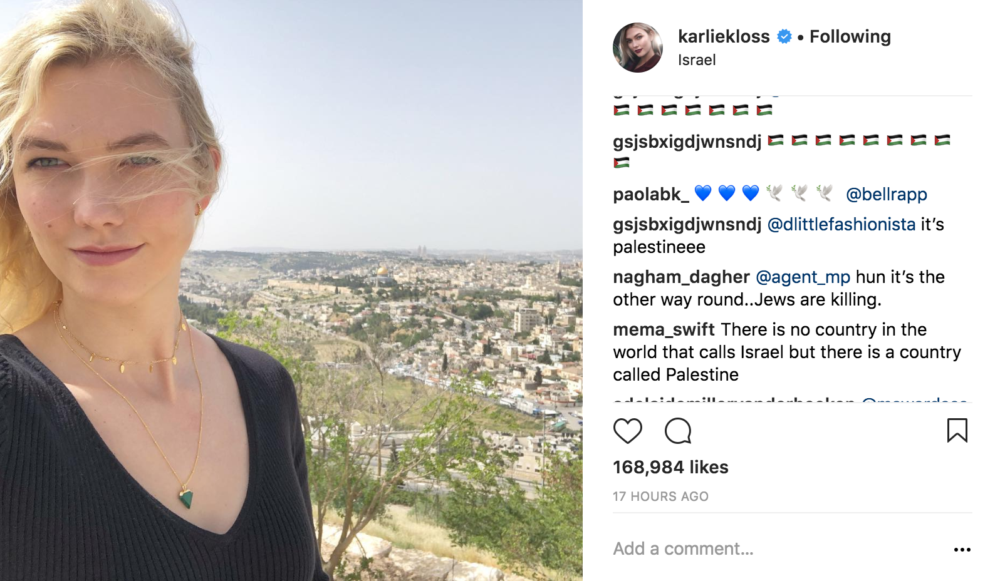 karliekloss • Following
Israel
🇵🇸 🇵🇸 🇵🇸 🇵🇸 🇵🇸 🇵🇸 🇵🇸
gsjsbxigdjwnsndj 🇵🇸 🇵🇸 🇵🇸 🇵🇸 🇵🇸 🇵🇸 🇵🇸 🇵🇸
🇵🇸
paolabk_ 💙 💙 💙 🕊 🕊 🕊 @bellrapp
gsjsbxigdjwnsndj @dlittlefashionista it’s
palestineee
nagham_dagher @agent_mp hun it’s the
other way round..Jews are killing.
mema_swift There is no country in the
world that calls Israel but there is a country
called Palestine
168,984 likes
17 HOURS AGO
Add a comment...